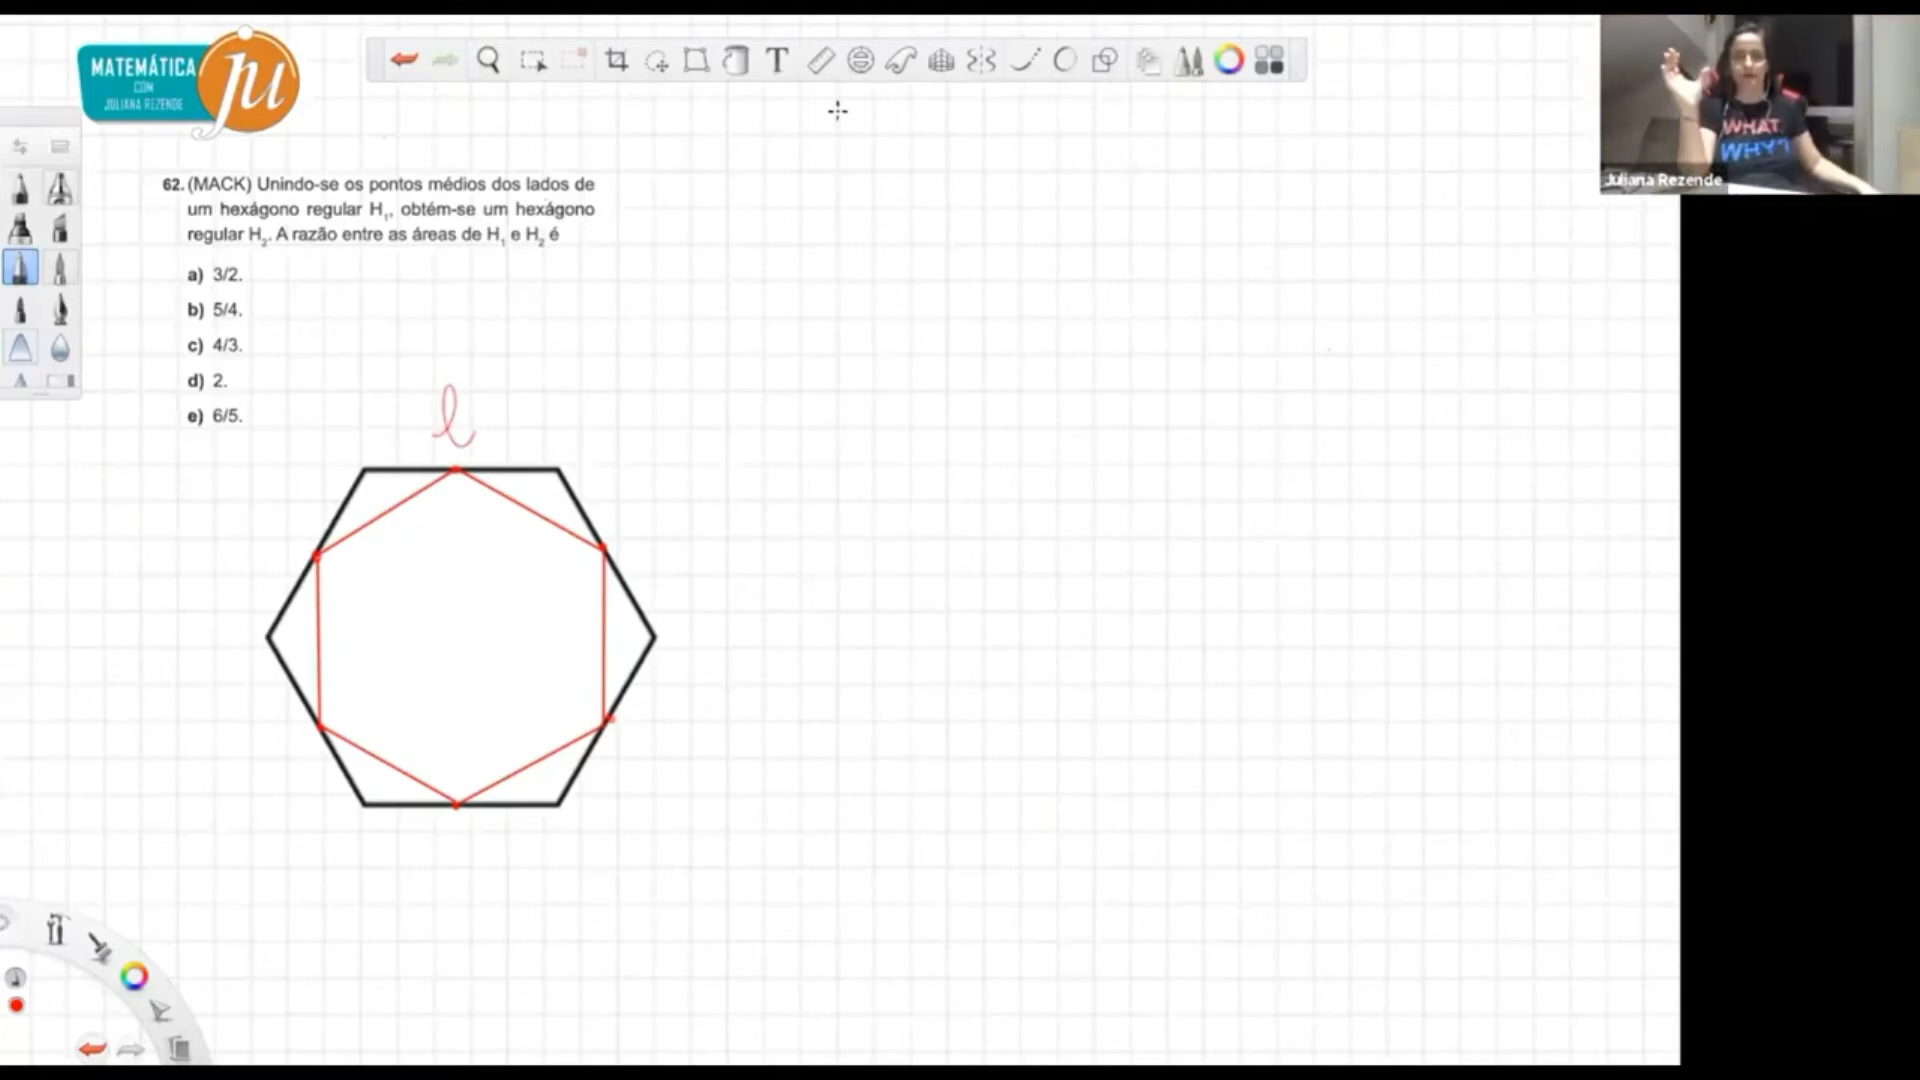 MATEMÁTICA
COM
JULIANA REZENDE
ju
T
WHAT.
WHY?
Juliana Rezende
62. (MACK) Unindo-se os pontos médios dos lados de
um hexágono regular H₁, obtém-se um hexágono
regular H₂. A razão entre as áreas de H₁ e H₂ é
a) 3/2.
b) 5/4.
c) 4/3.
d) 2.
e) 6/5.
l